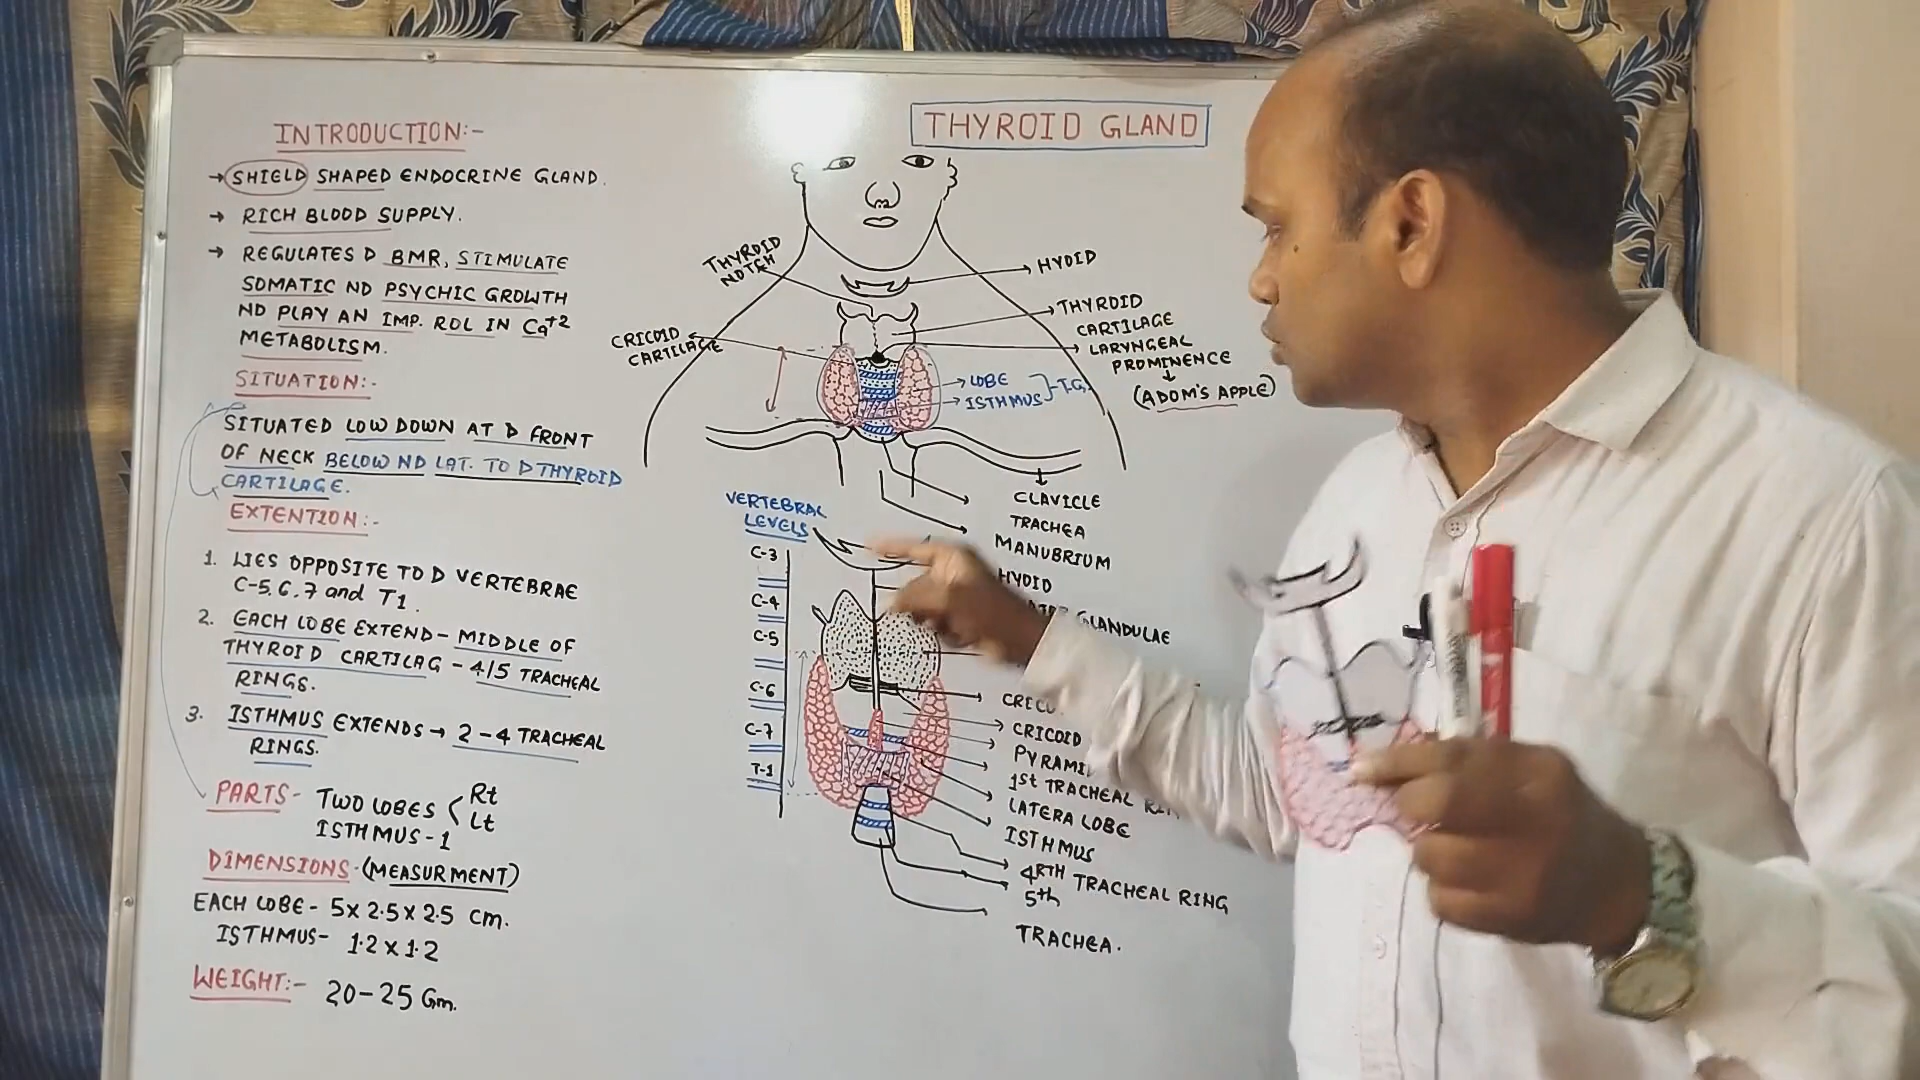 INTRODUCTION:-
→ SHIELD SHAPED ENDOCRINE GLAND.
→ RICH BLOOD SUPPLY.
→ REGULATES D BMR, STIMULATE
SOMATIC ND PSYCHIC GROWTH
ND PLAY AN IMP. ROL IN Ca+2
METABOLISM.
SITUATION:-
SITUATED LOW DOWN AT D FRONT
OF NECK BELOW ND LAT. TO D THYROID
CARTILAGE.
EXTENTION:-
1. LIES OPPOSITE TO D VERTEBRAE
C-5, 6, 7 and T1.
2. EACH LOBE EXTEND - MIDDLE OF
THYROID CARTILAG - 4/5 TRACHEAL
RINGS.
3. ISTHMUS EXTENDS → 2-4 TRACHEAL
RINGS.
PARTS- TWO LOBES < Rt
Lt
ISTHMUS-1
DIMENSIONS-(MEASURMENT)
EACH LOBE- 5x 2.5x 2.5 cm.
ISTHMUS- 1.2 x 1.2
WEIGHT:- 20-25 Gm.
THYROID GLAND
THYROID
NOTCH
HYOID
THYROID
CARTILAGE
CRICOID
CARTILAGE
LARYNGEAL
PROMINENCE
(ADOM'S APPLE)
LOBE
ISTHMUS
T.G.
CLAVICLE
TRACHEA
MANUBRIUM
VERTEBRAL
LEVELS
C-3
C-4
C-5
C-6
C-7
T-1
HYOID
GLANDULAE
CRICOID
1st TRACHEAL
LATERA LOBE
ISTHMUS
4RTH TRACHEAL RING
5th
TRACHEA.